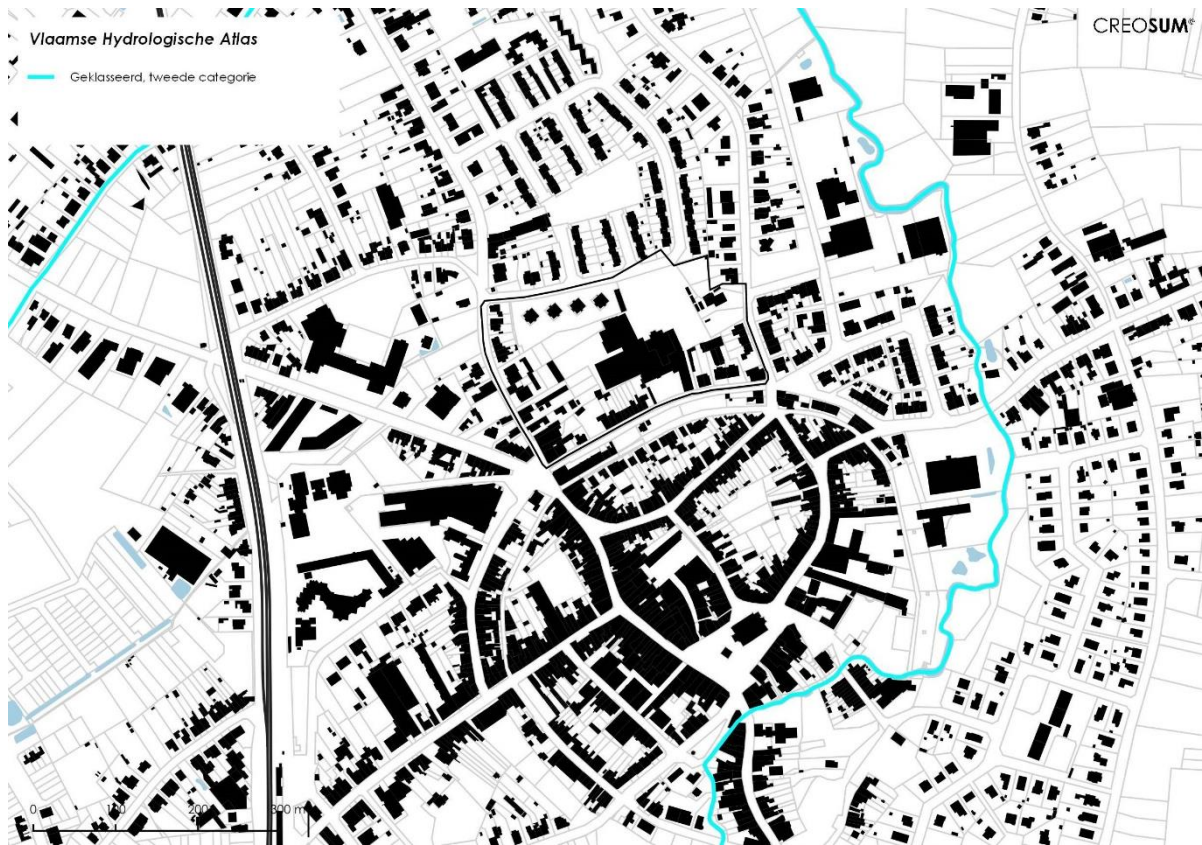 Vlaamse Hydrologische Atlas
CREOSUM
Geklasseerd, tweede categorie
0 100 200 300 m